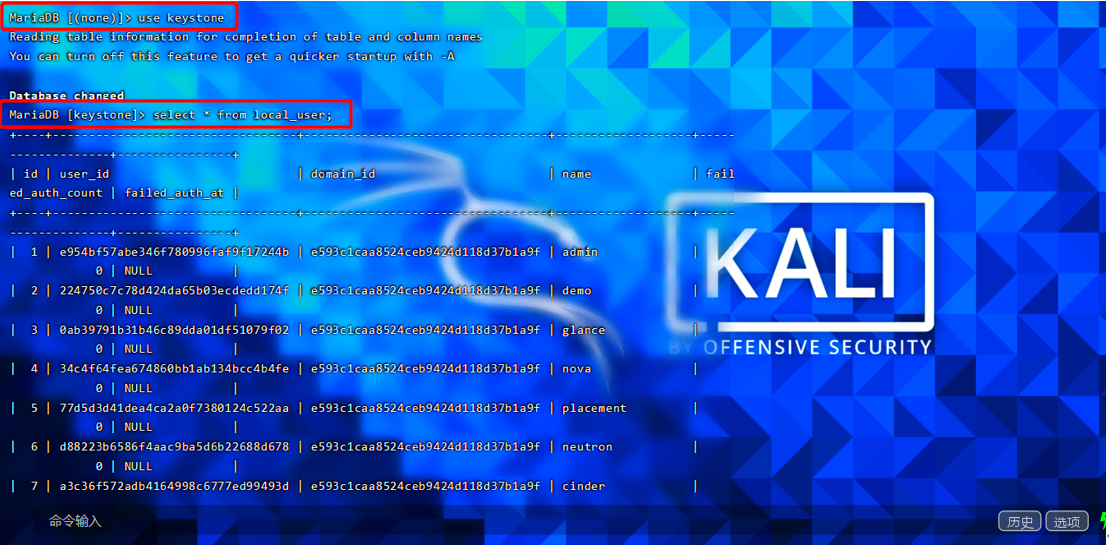 MariaDB [(none)]> use keystone
Reading table information for completion of table and column names
You can turn off this feature to get a quicker startup with -A
Database changed
MariaDB [keystone]> select * from local_user;
+----+----------------------------------+----------------------------------+-------------------+-----
--------------+----------------+
| id | user_id | domain_id | name | fail
ed_auth_count | failed_auth_at |
+----+----------------------------------+----------------------------------+-------------------+-----
--------------+----------------+
| 1 | e954bf57abe346f780996faf9f17244b | e593c1caa8524ceb9424d118d37b1a9f | admin |
0 | NULL |
| 2 | 224750c7c78d424da65b03ecdedd174f | e593c1caa8524ceb9424d118d37b1a9f | demo |
0 | NULL |
| 3 | 0ab39791b31b46c89dda01df51079f02 | e593c1caa8524ceb9424d118d37b1a9f | glance |
0 | NULL |
| 4 | 34c4f64fea674860bb1ab134bcc4b4fe | e593c1caa8524ceb9424d118d37b1a9f | nova |
0 | NULL |
| 5 | 77d5d3d41dea4ca2a0f7380124c522aa | e593c1caa8524ceb9424d118d37b1a9f | placement |
0 | NULL |
| 6 | d88223b6586f4aac9ba5d6b22688d678 | e593c1caa8524ceb9424d118d37b1a9f | neutron |
0 | NULL |
| 7 | a3c36f572adb4164998c6777ed99493d | e593c1caa8524ceb9424d118d37b1a9f | cinder |
KALI
BY OFFENSIVE SECURITY
命令输入
历史 选项